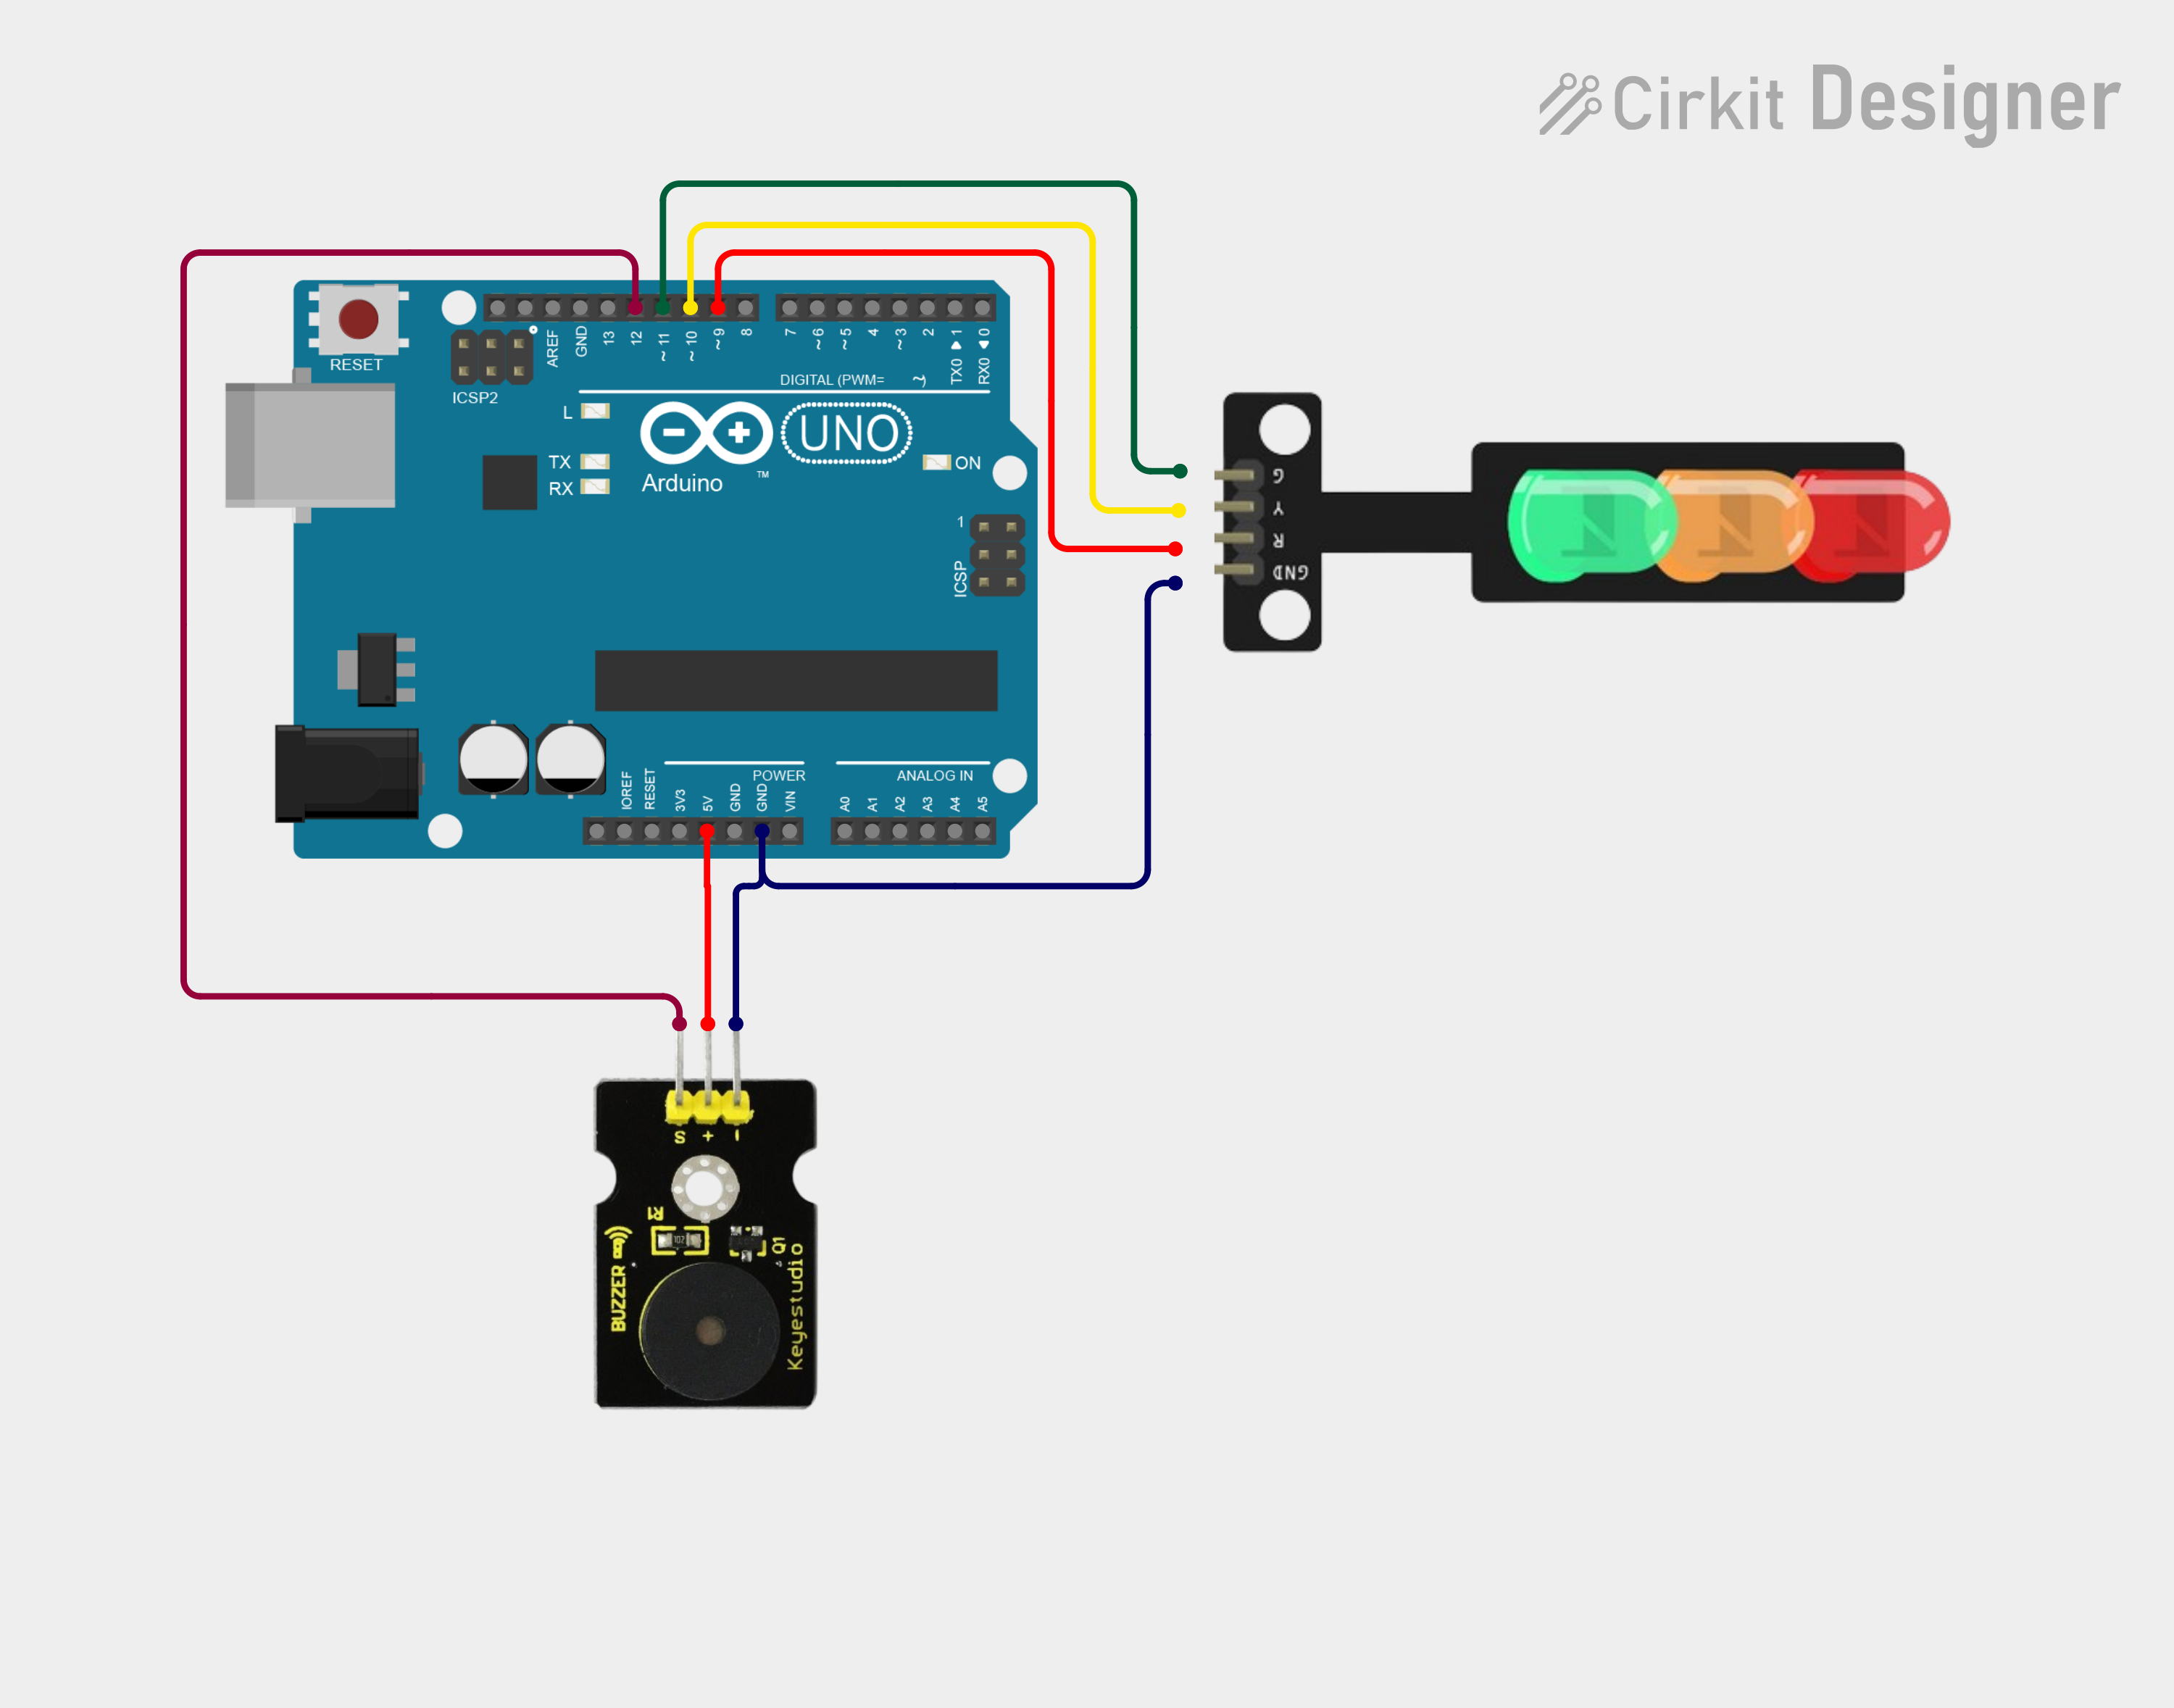 Cirkit Designer
RESET
ICSP2
AREF
GND
13
12
~11
~10
~9
8
7
~6
~5
4
~3
2
TX0 ▶ 1
RX0 ◀ 0
DIGITAL (PWM= ~)
L
TX
RX
Arduino
™
UNO
ON
1
ICSP
G
Y
R
GND
IOREF
RESET
3V3
5V
GND
GND
VIN
POWER
A0
A1
A2
A3
A4
A5
ANALOG IN
S + -
R1
102
Q1
BUZZER
Keyestudio